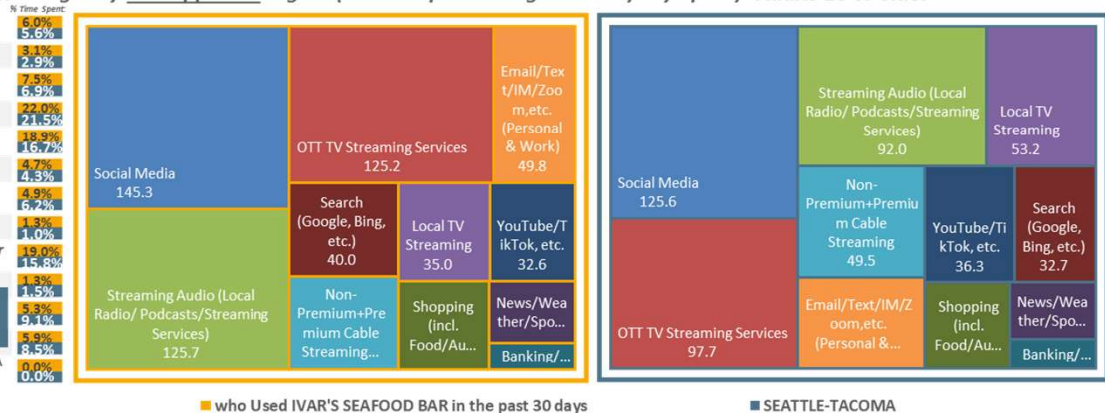 % Time Spent
6.0%
5.6%
3.1%
2.9%
7.5%
6.9%
22.0%
21.5%
18.9%
16.7%
4.7%
4.3%
4.9%
6.2%
1.3%
1.0%
19.0%
15.8%
1.3%
1.5%
5.3%
9.1%
5.9%
8.5%
0.0%
0.0%
Social Media
145.3
OTT TV Streaming Services
125.2
Email/Tex
t/IM/Zoo
m,etc.
(Personal
& Work)
49.8
Streaming Audio (Local
Radio/ Podcasts/Streaming
Services)
125.7
Search
(Google, Bing,
etc.)
40.0
Local TV
Streaming
35.0
YouTube/T
ikTok, etc.
32.6
Non-
Premium+Pre
mium Cable
Streaming...
Shopping
(incl.
Food/Au...
News/Wea
ther/Spo...
Banking/...
Social Media
125.6
Streaming Audio (Local
Radio/ Podcasts/Streaming
Services)
92.0
Local TV
Streaming
53.2
OTT TV Streaming Services
97.7
Non-
Premium+Premiu
m Cable
Streaming
49.5
YouTube/Ti
kTok, etc.
36.3
Search
(Google,
Bing, etc.)
32.7
Email/Text/IM/Z
oom,etc.
(Personal &...
Shopping
(incl.
Food/Au...
News/Wea
ther/Spo...
Banking/...
who Used IVAR'S SEAFOOD BAR in the past 30 days
SEATTLE-TACOMA